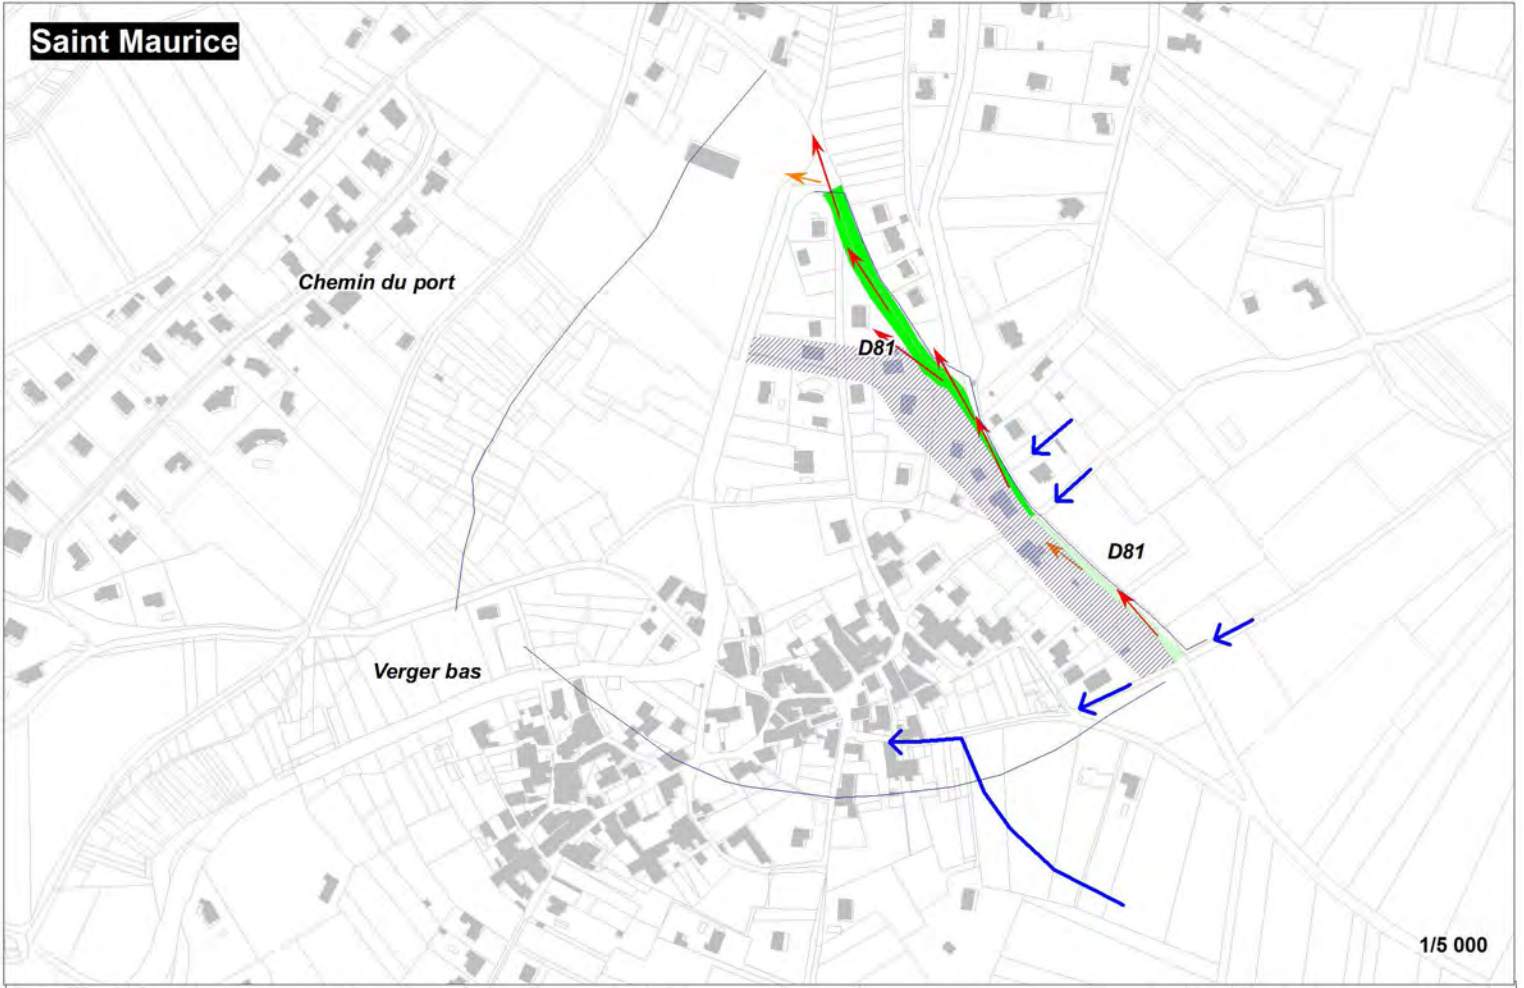 Saint Maurice
Chemin du port
D81
D81
Verger bas
1/5 000